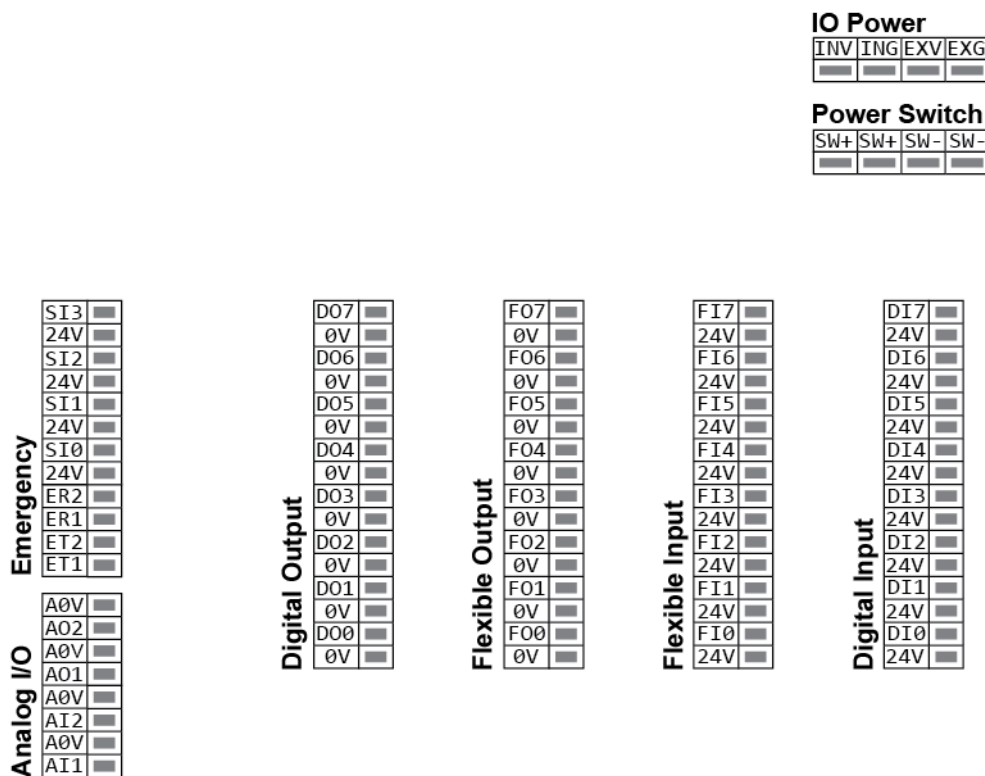 IO Power
INV ING EXV EXG
Power Switch
SW+ SW+ SW- SW-
Emergency
SI3
24V
SI2
24V
SI1
24V
SI0
24V
ER2
ER1
ET2
ET1
Analog I/O
A0V
AO2
A0V
AO1
A0V
AI2
A0V
AI1
Digital Output
DO7
0V
DO6
0V
DO5
0V
DO4
0V
DO3
0V
DO2
0V
DO1
0V
DO0
0V
Flexible Output
FO7
0V
FO6
0V
FO5
0V
FO4
0V
FO3
0V
FO2
0V
FO1
0V
FO0
0V
Flexible Input
FI7
24V
FI6
24V
FI5
24V
FI4
24V
FI3
24V
FI2
24V
FI1
24V
FI0
24V
Digital Input
DI7
24V
DI6
24V
DI5
24V
DI4
24V
DI3
24V
DI2
24V
DI1
24V
DI0
24V